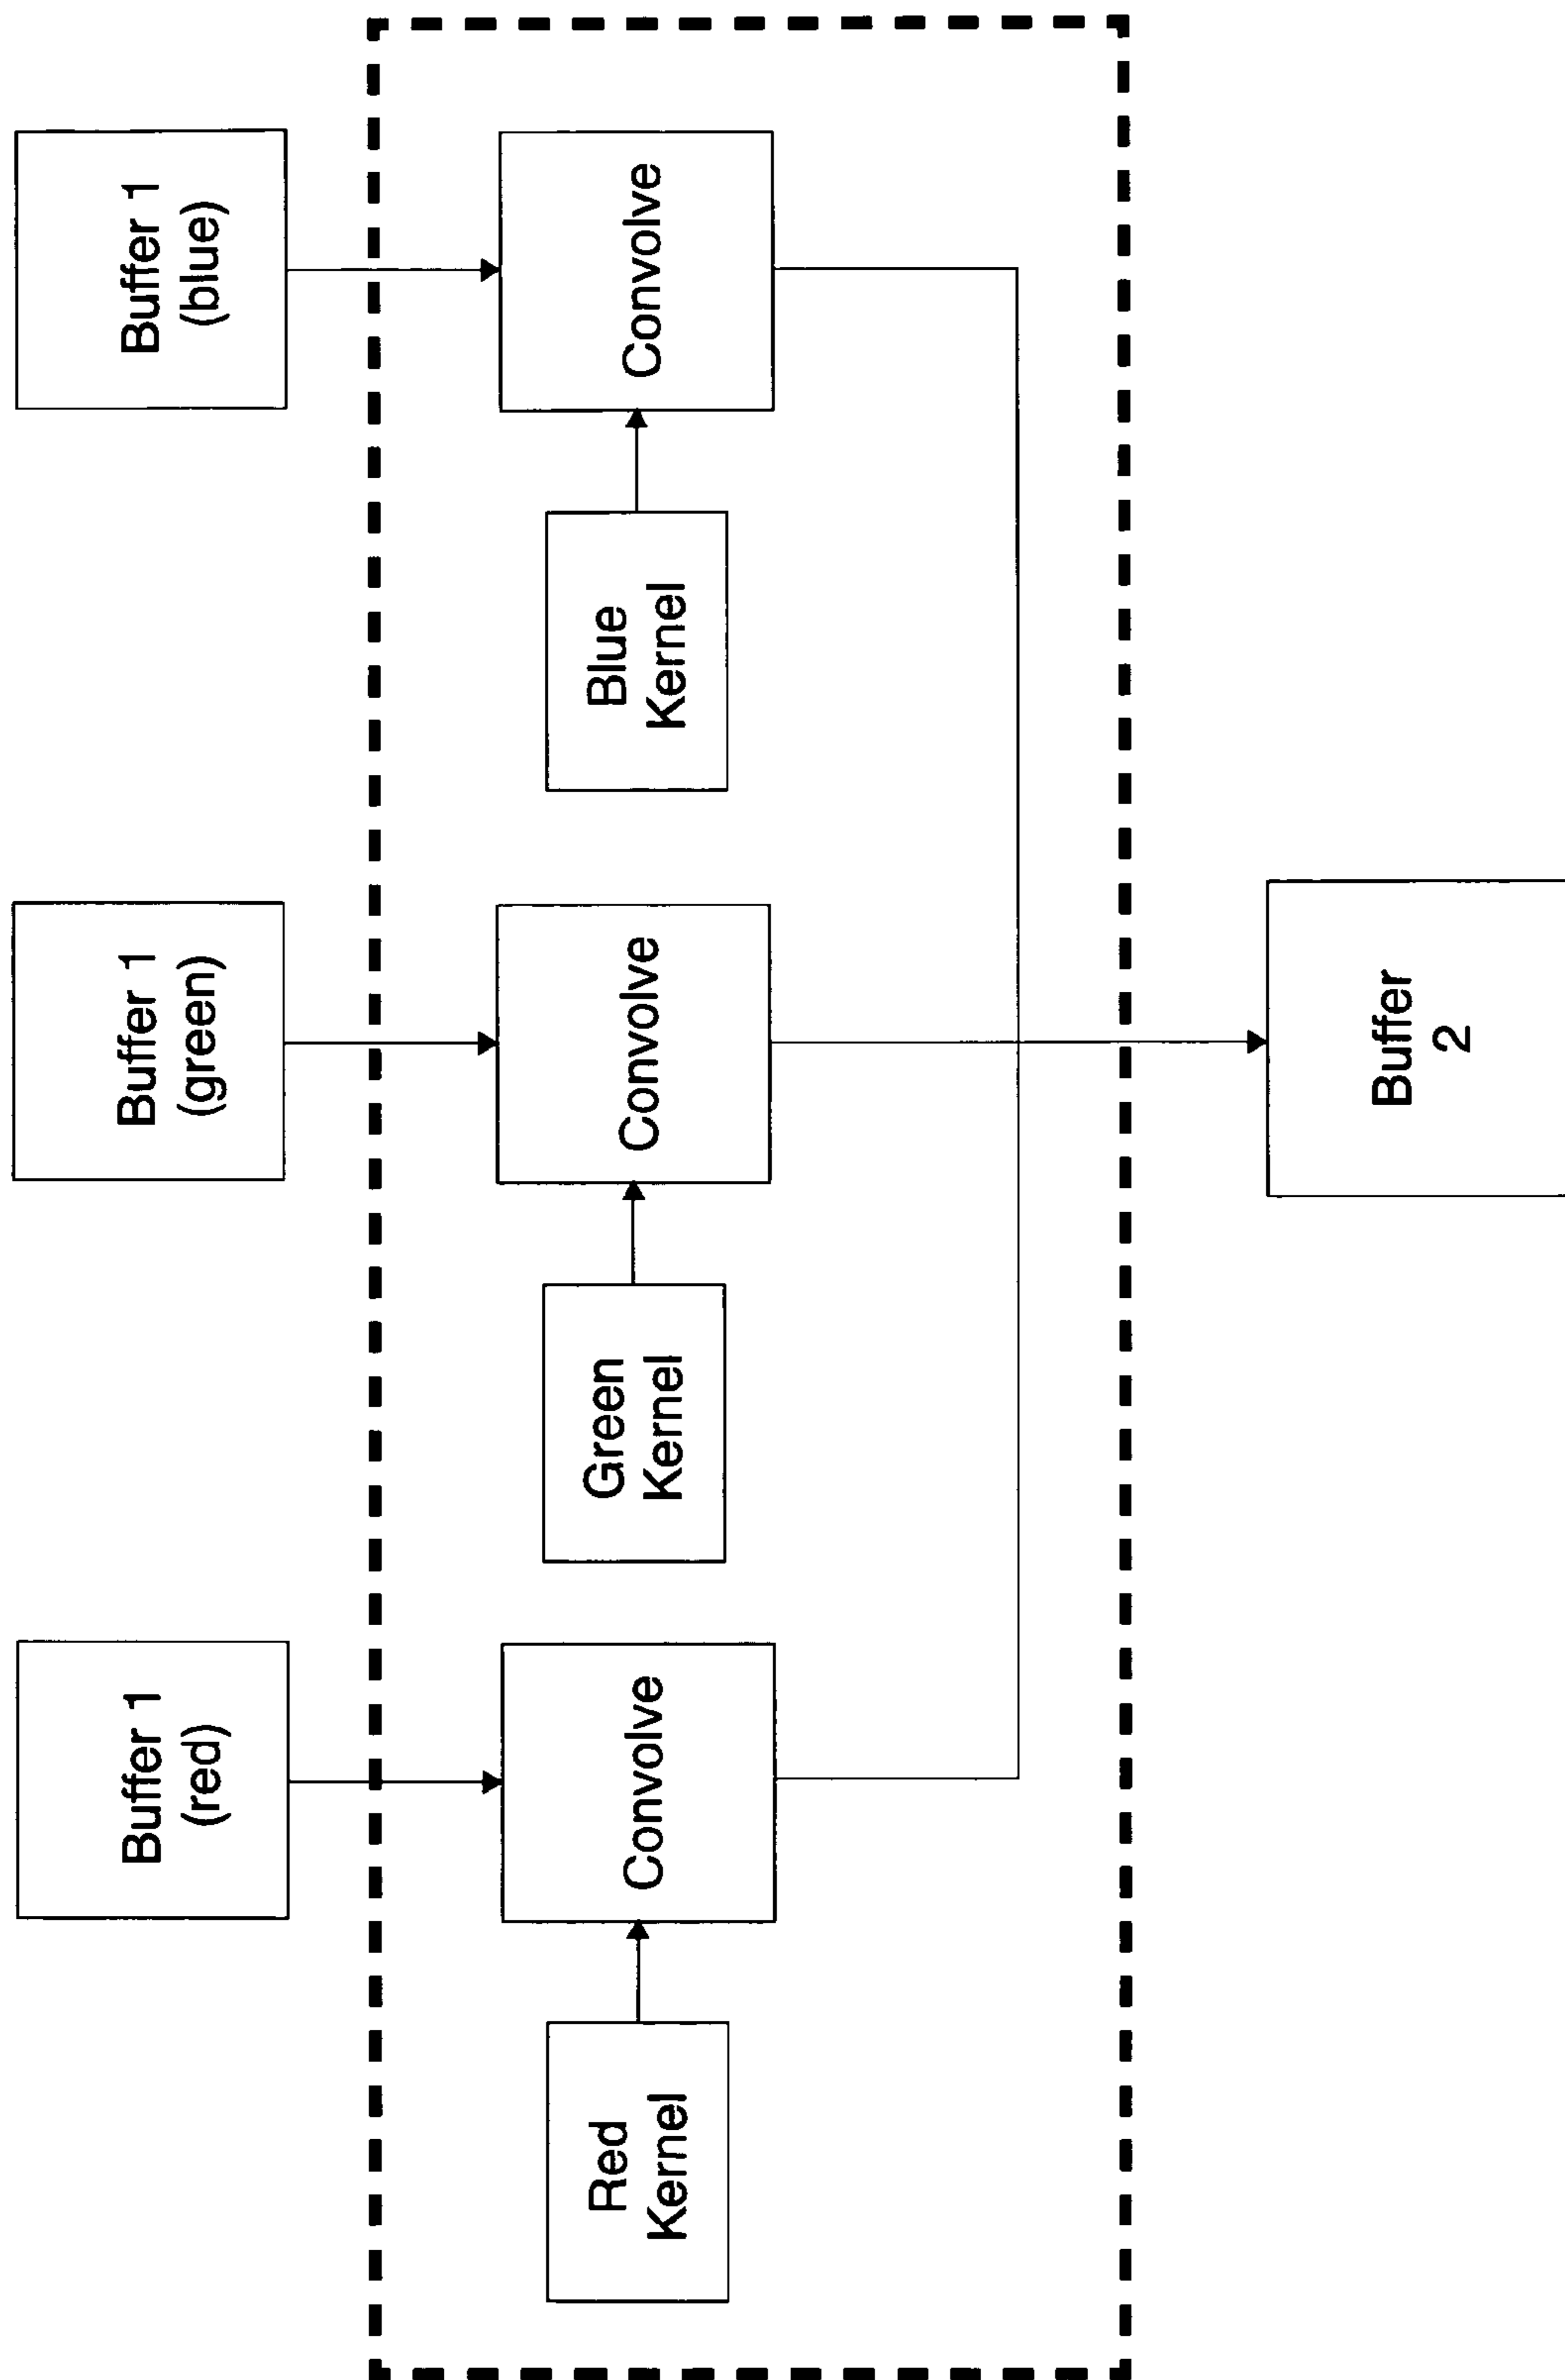 Buffer 1
(red)
Buffer 1
(green)
Buffer 1
(blue)
Red
Kernel
Convolve
Green
Kernel
Convolve
Blue
Kernel
Convolve
Buffer
2